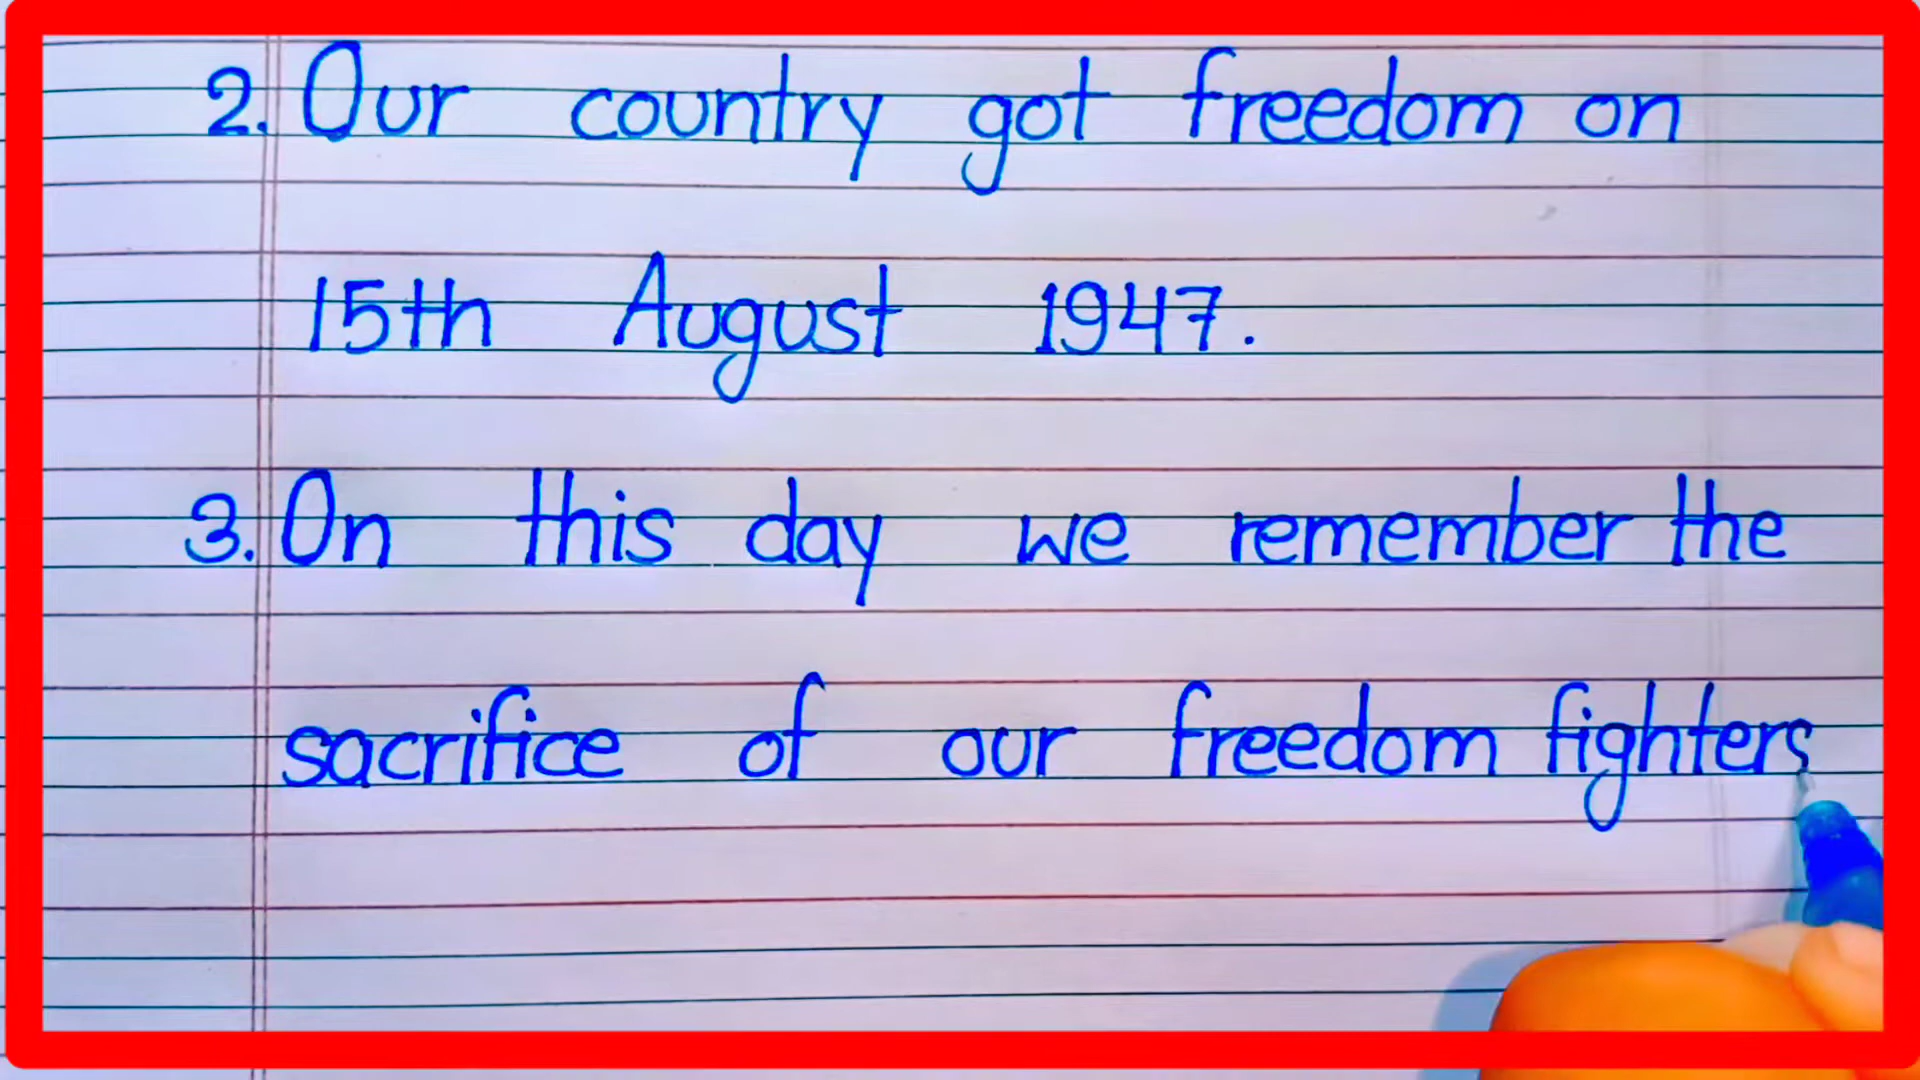 2. Our country got freedom on
15th August 1947.
3. On this day we remember the
sacrifice of our freedom fighters